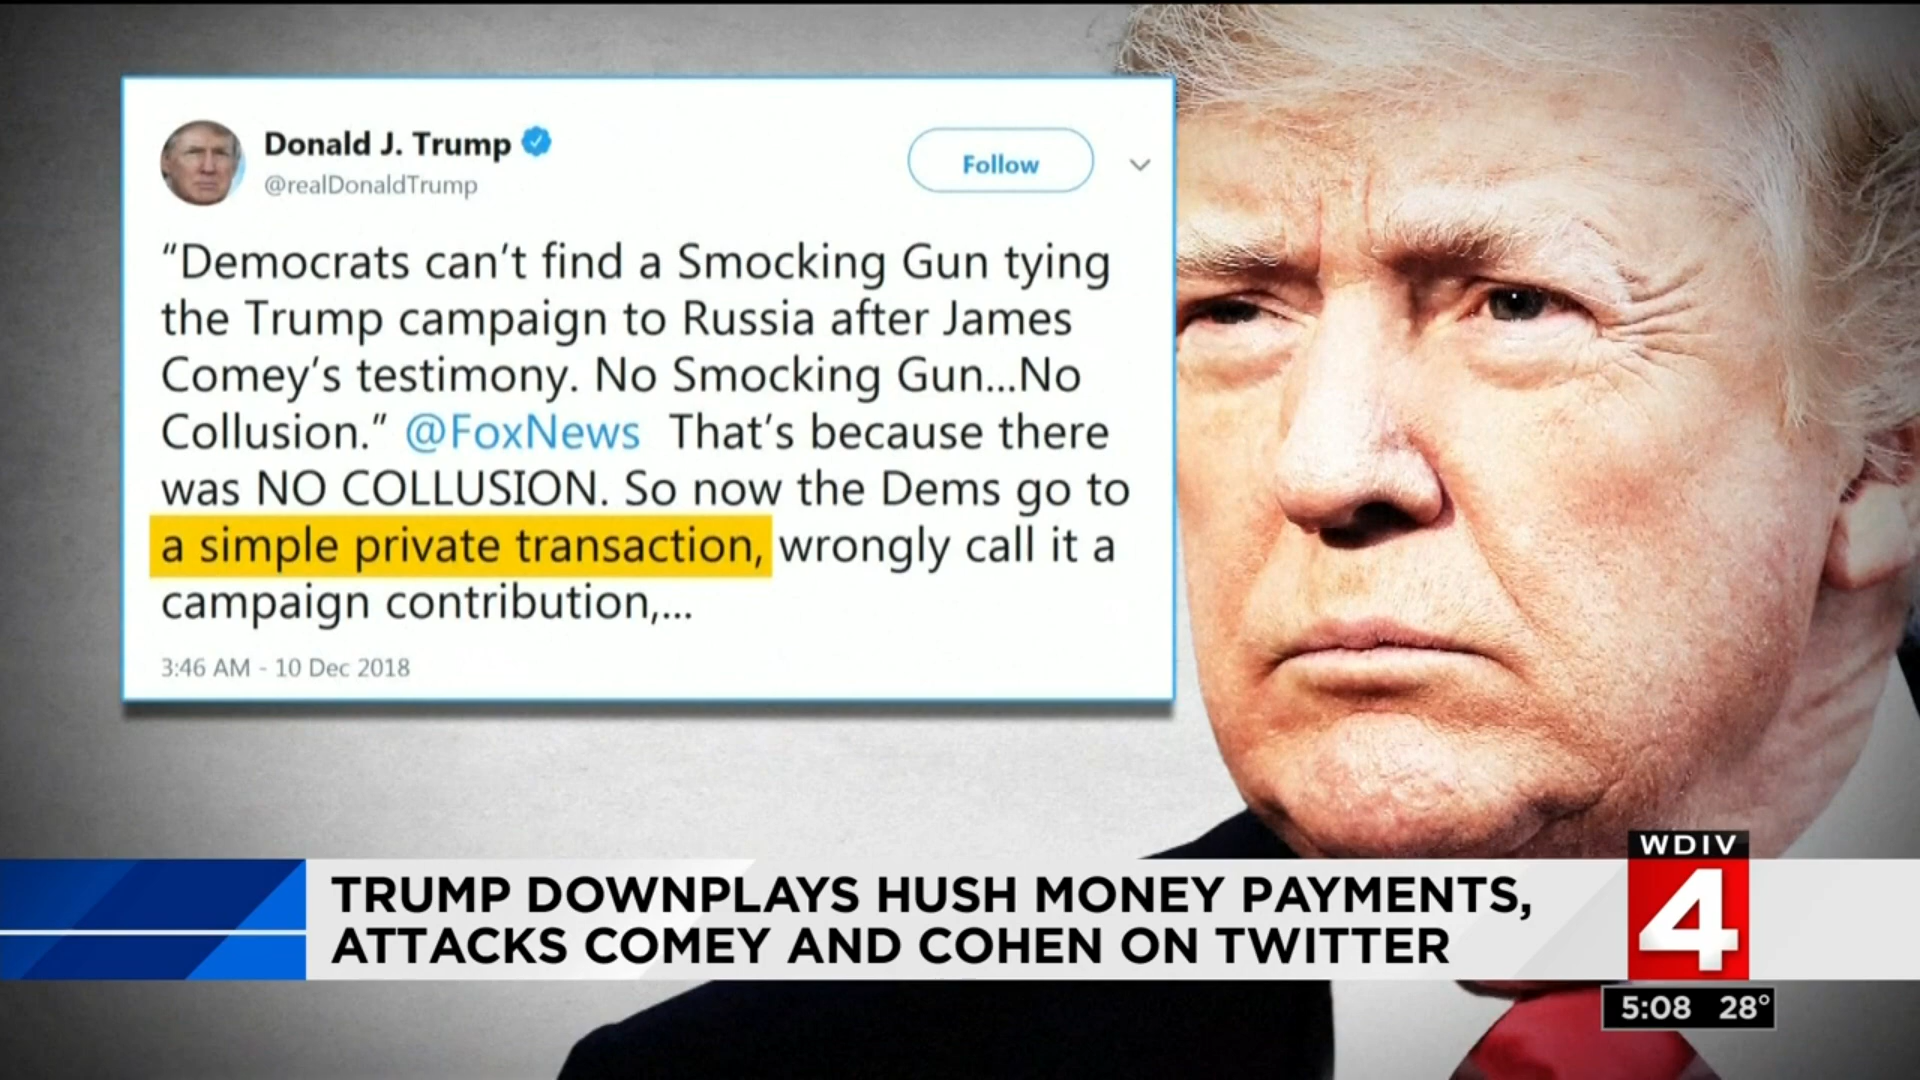 Donald J. Trump
@realDonaldTrump
Follow
“Democrats can’t find a Smocking Gun tying
the Trump campaign to Russia after James
Comey’s testimony. No Smocking Gun...No
Collusion.” @FoxNews That’s because there
was NO COLLUSION. So now the Dems go to
a simple private transaction, wrongly call it a
campaign contribution,...
3:46 AM - 10 Dec 2018
TRUMP DOWNPLAYS HUSH MONEY PAYMENTS,
ATTACKS COMEY AND COHEN ON TWITTER
WDIV
4
5:08 28°